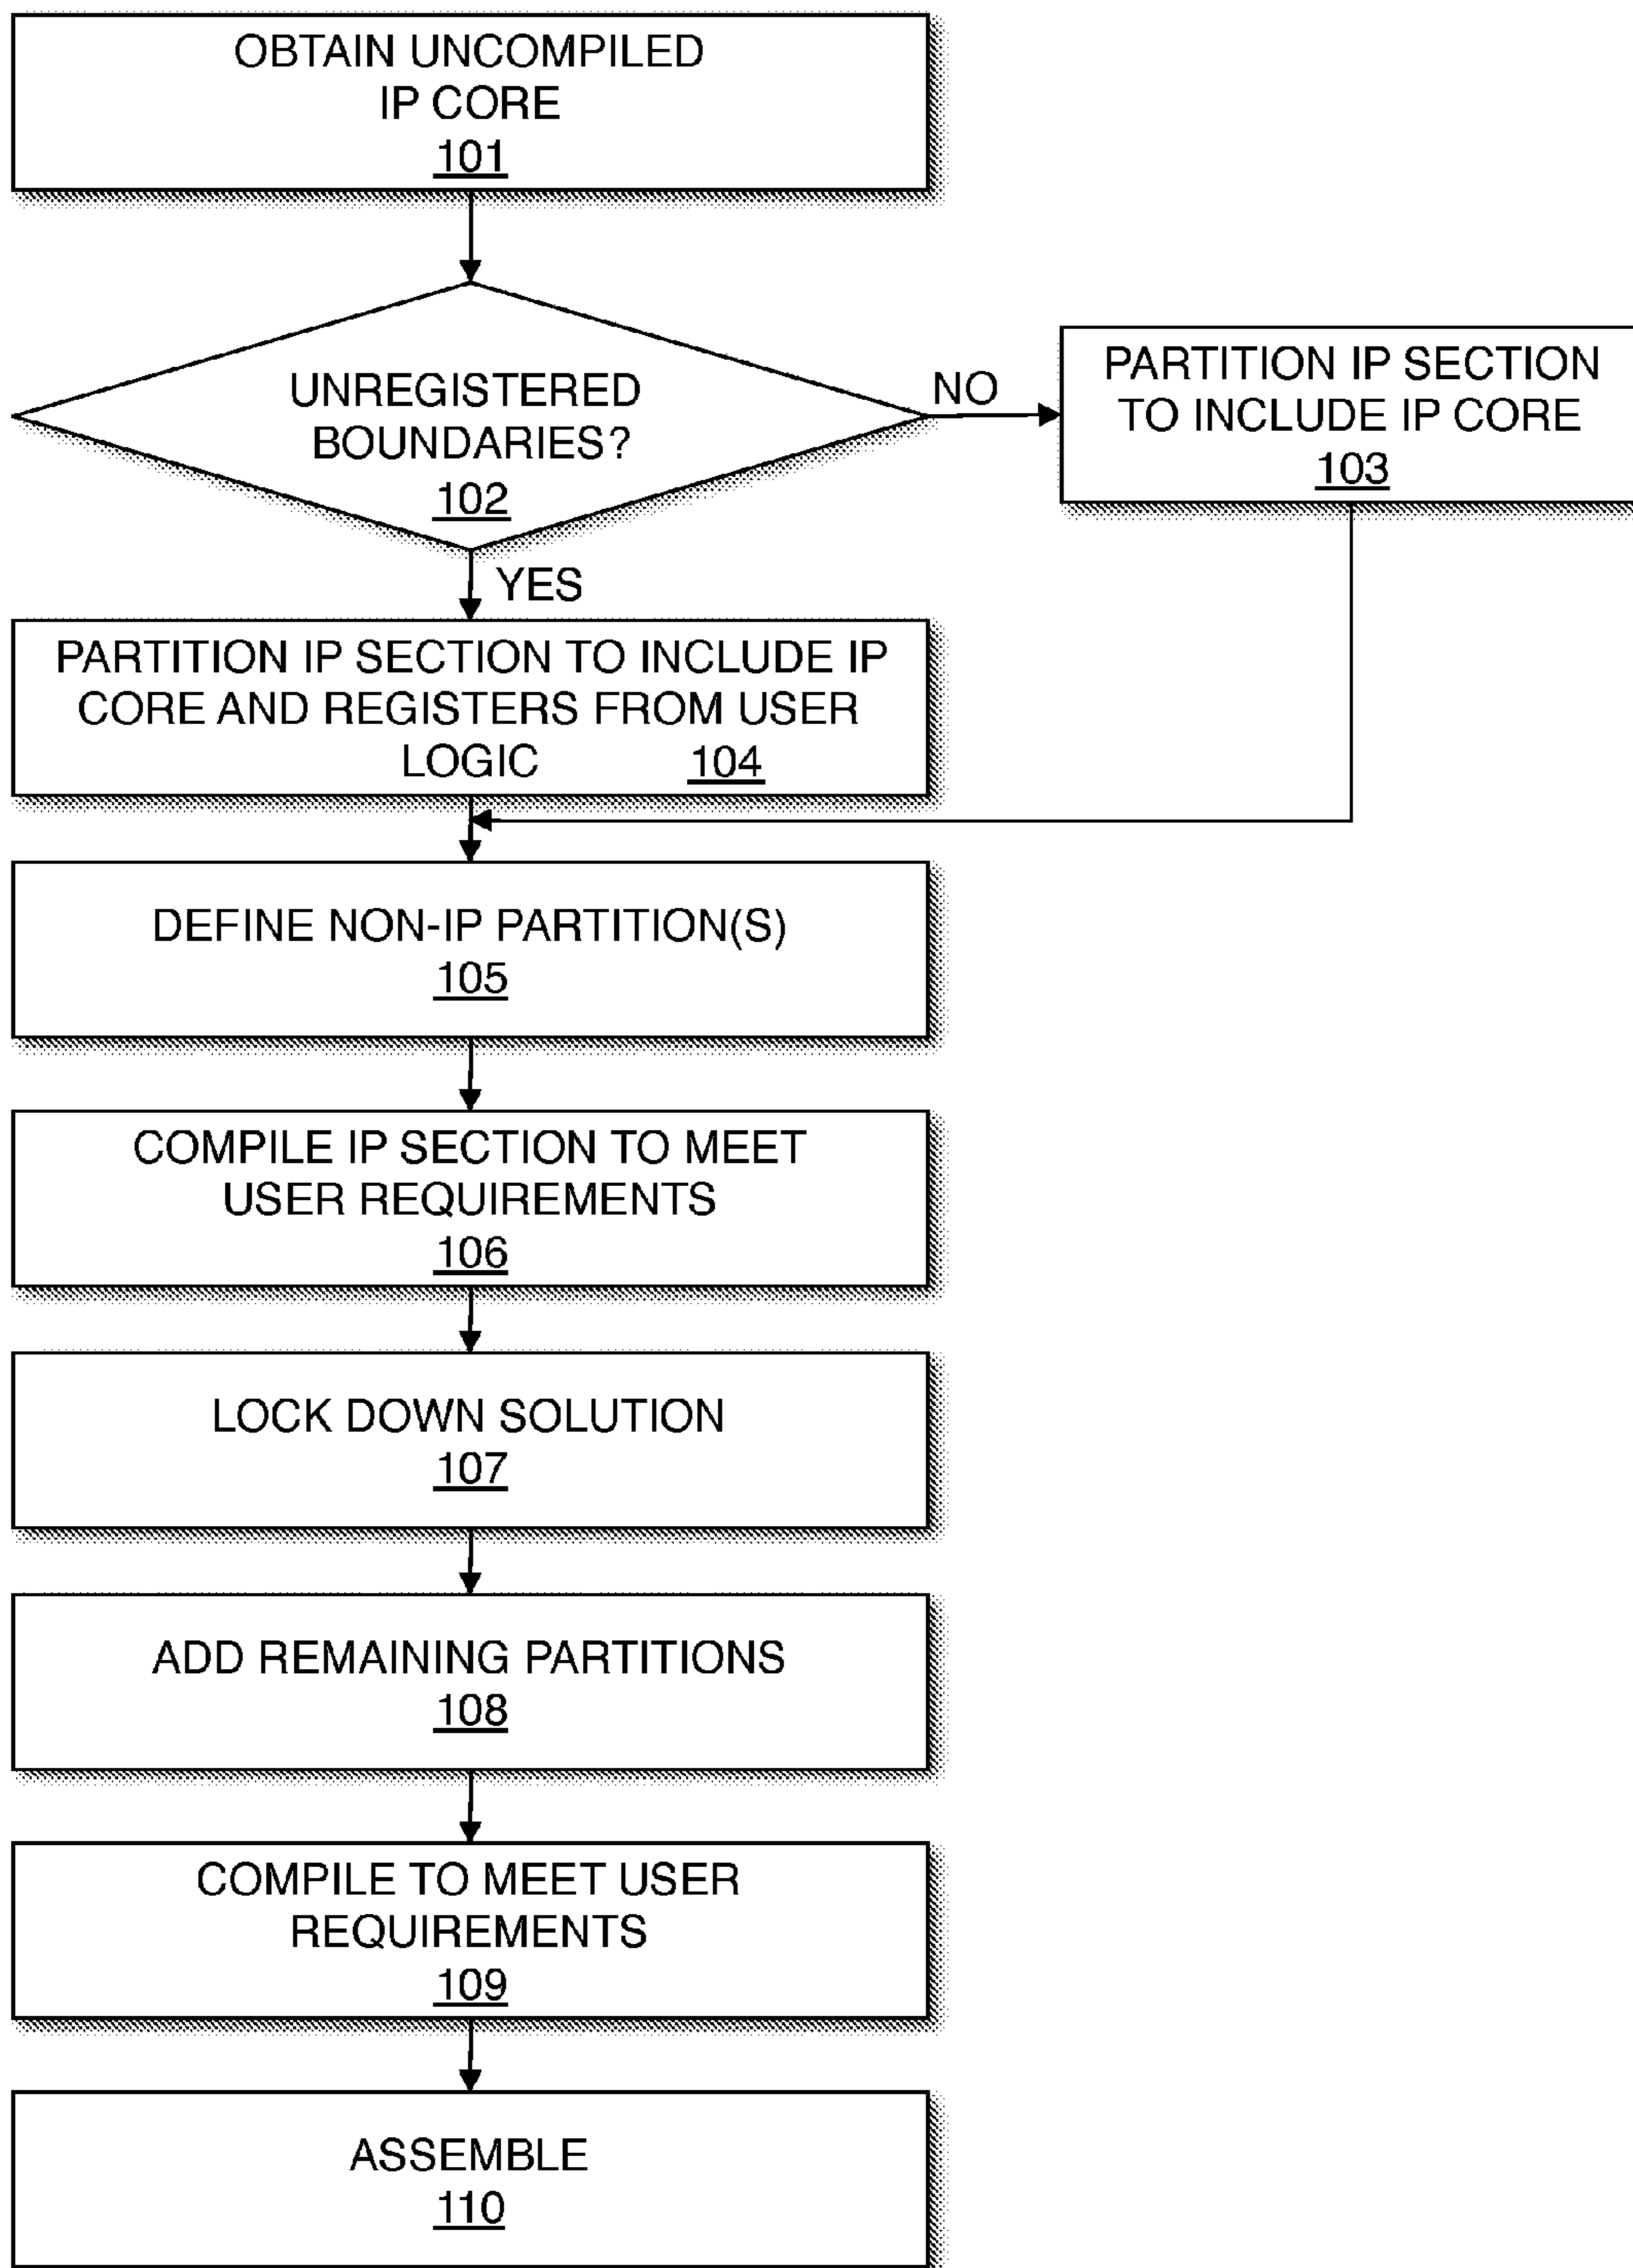 OBTAIN UNCOMPILED
IP CORE
101
UNREGISTERED
BOUNDARIES?
102
NO
PARTITION IP SECTION
TO INCLUDE IP CORE
103
YES
PARTITION IP SECTION TO INCLUDE IP
CORE AND REGISTERS FROM USER
LOGIC 104
DEFINE NON-IP PARTITION(S)
105
COMPILE IP SECTION TO MEET
USER REQUIREMENTS
106
LOCK DOWN SOLUTION
107
ADD REMAINING PARTITIONS
108
COMPILE TO MEET USER
REQUIREMENTS
109
ASSEMBLE
110